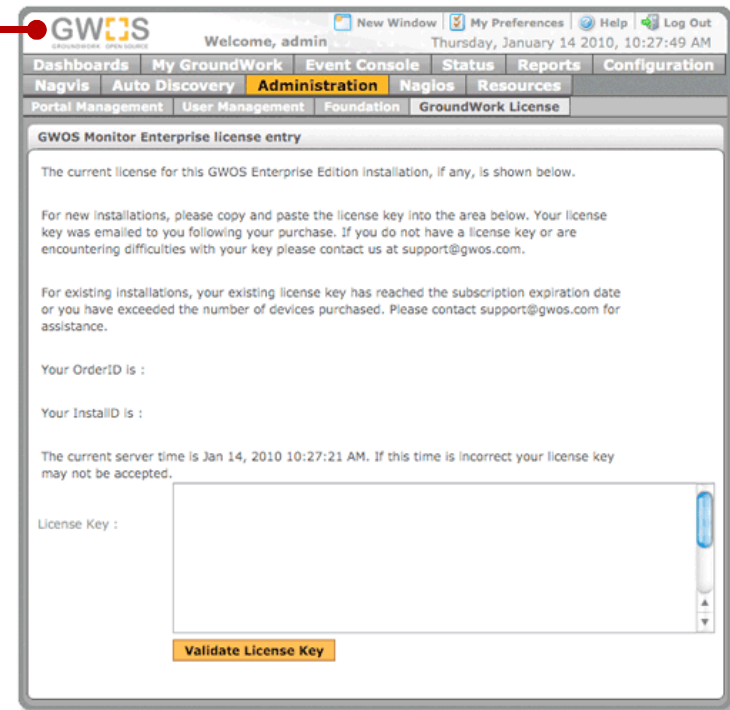 GWOS
GROUNDWORK OPEN SOURCE
New Window My Preferences Help Log Out
Welcome, admin Thursday, January 14 2010, 10:27:49 AM
Dashboards My GroundWork Event Console Status Reports Configuration
Nagvis Auto Discovery Administration Nagios Resources
Portal Management User Management Foundation GroundWork License
GWOS Monitor Enterprise license entry
The current license for this GWOS Enterprise Edition installation, if any, is shown below.
For new installations, please copy and paste the license key into the area below. Your license
key was emailed to you following your purchase. If you do not have a license key or are
encountering difficulties with your key please contact us at support@gwos.com.
For existing installations, your existing license key has reached the subscription expiration date
or you have exceeded the number of devices purchased. Please contact support@gwos.com for
assistance.
Your OrderID is :
Your InstallD is :
The current server time is Jan 14, 2010 10:27:21 AM. If this time is incorrect your license key
may not be accepted.
License Key :
Validate License Key